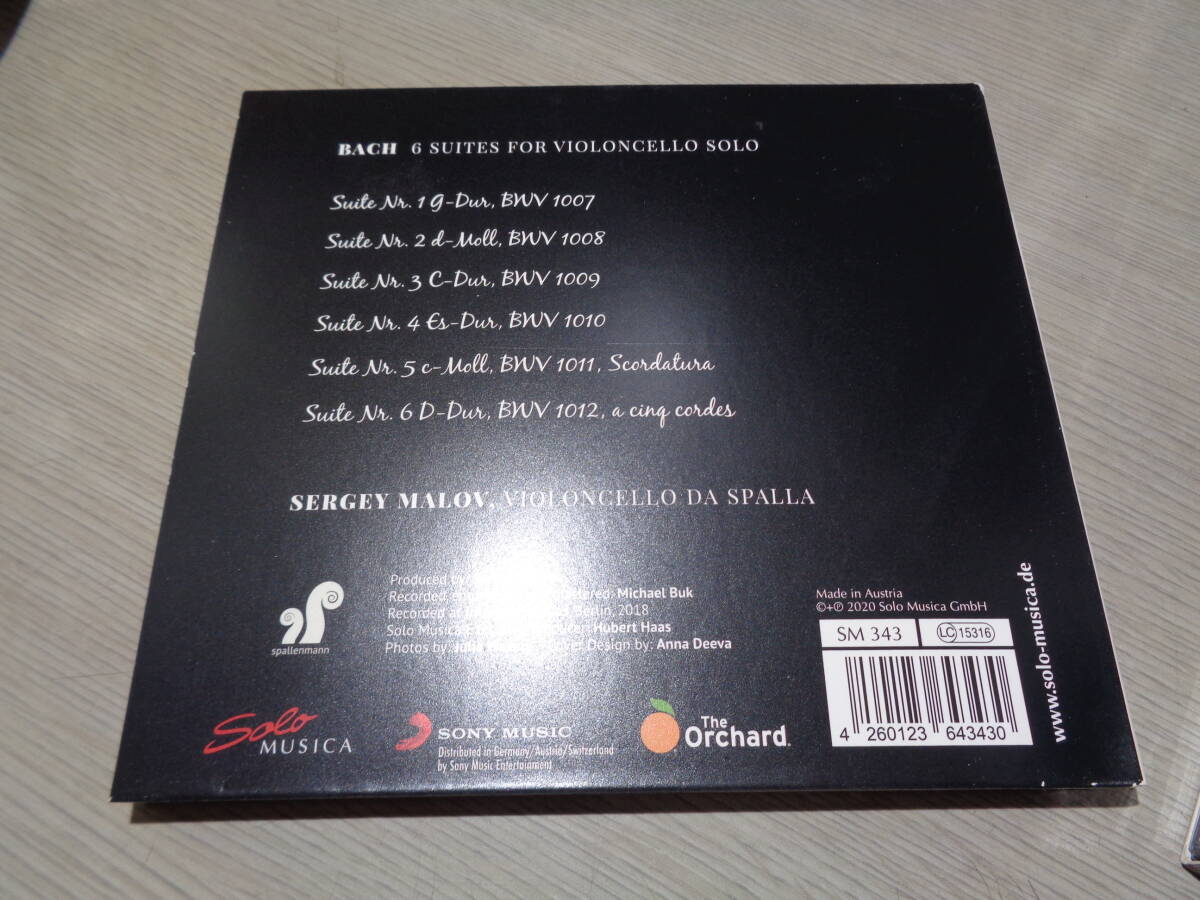 BACH 6 SUITES FOR VIOLONCELLO SOLO
Suite Nr. 1 G-Dur, BWV 1007
Suite Nr. 2 d-Moll, BWV 1008
Suite Nr. 3 C-Dur, BWV 1009
Suite Nr. 4 Es-Dur, BWV 1010
Suite Nr. 5 c-Moll, BWV 1011, Scordatura
Suite Nr. 6 D-Dur, BWV 1012, a cinq cordes
SERGEY MALOV, VIOLONCELLO DA SPALLA
spallenmann
Produced by
Recorded, Michael Buk
Recorded at Berlin, 2018
Solo Musica Hubert Haas
Photos by: Design by: Anna Deeva
Made in Austria
©+℗ 2020 Solo Musica GmbH
SM 343
LC 15316
4 260123 643430
www.solo-musica.de
Solo
MUSICA
SONY MUSIC
Distributed in Germany/Austria/Switzerland
by Sony Music Entertainment
The
Orchard